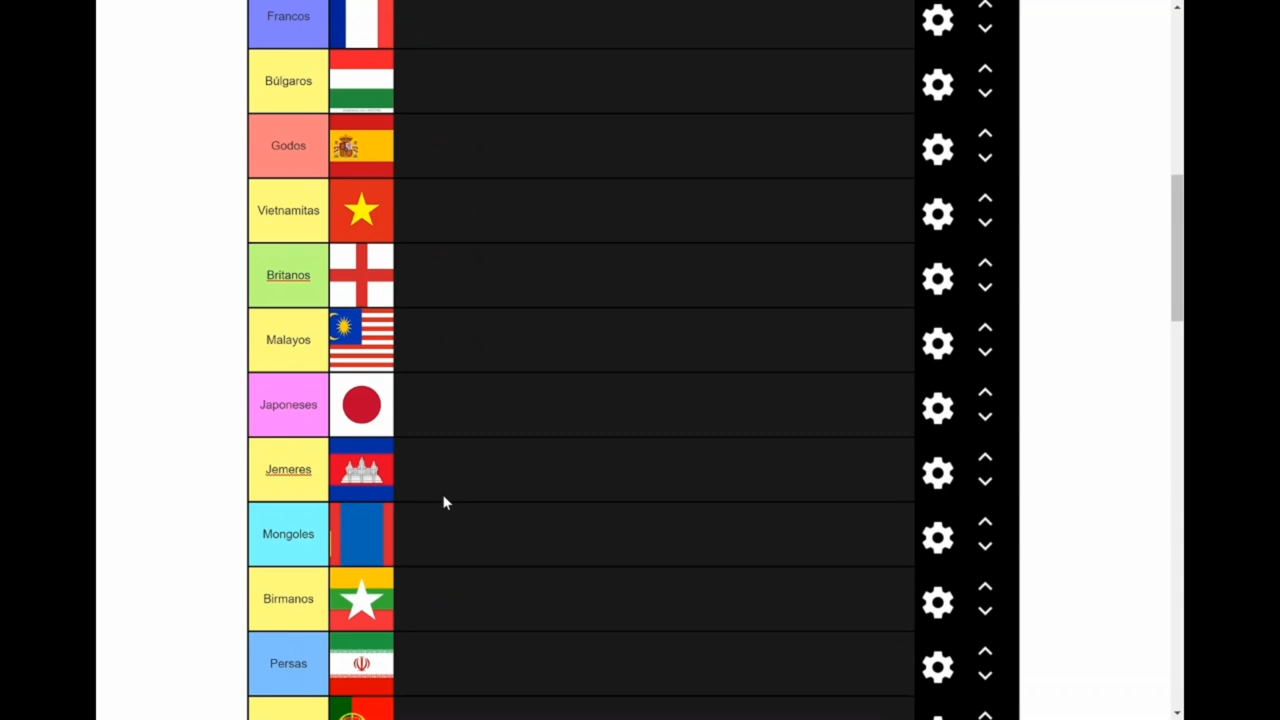 Francos
Búlgaros
Godos
Vietnamitas
Britanos
Malayos
Japoneses
Jemeres
Mongoles
Birmanos
Persas